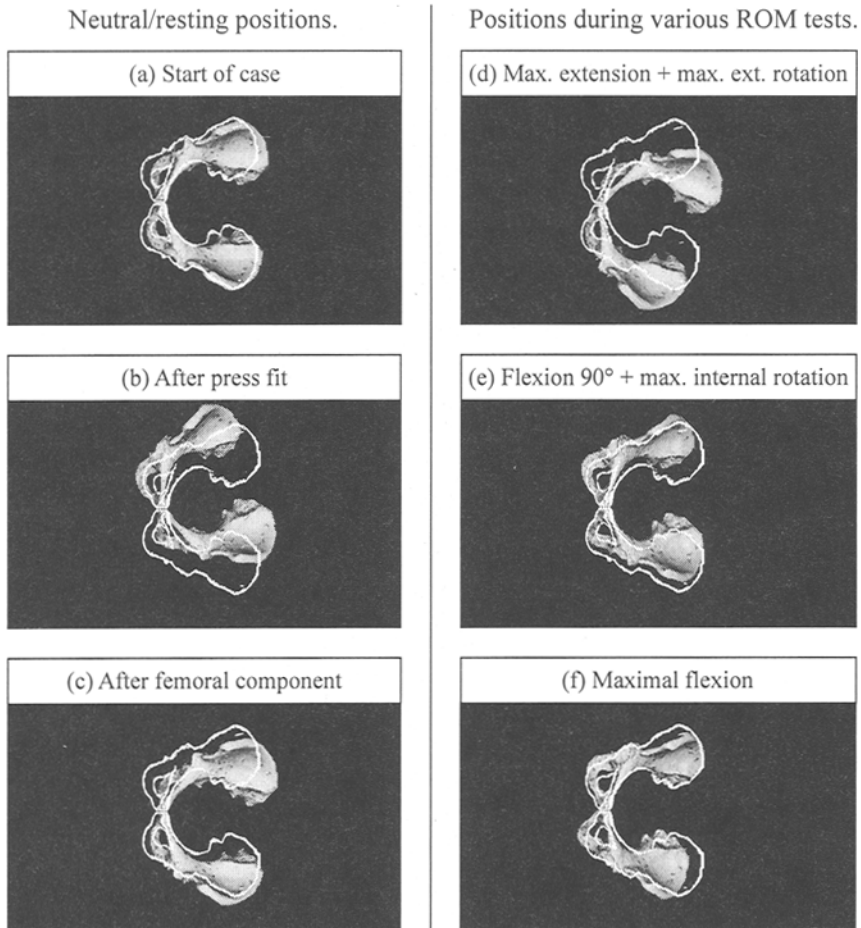 Neutral/resting positions.
(a) Start of case
(b) After press fit
(c) After femoral component
Positions during various ROM tests.
(d) Max. extension + max. ext. rotation
(e) Flexion 90° + max. internal rotation
(f) Maximal flexion